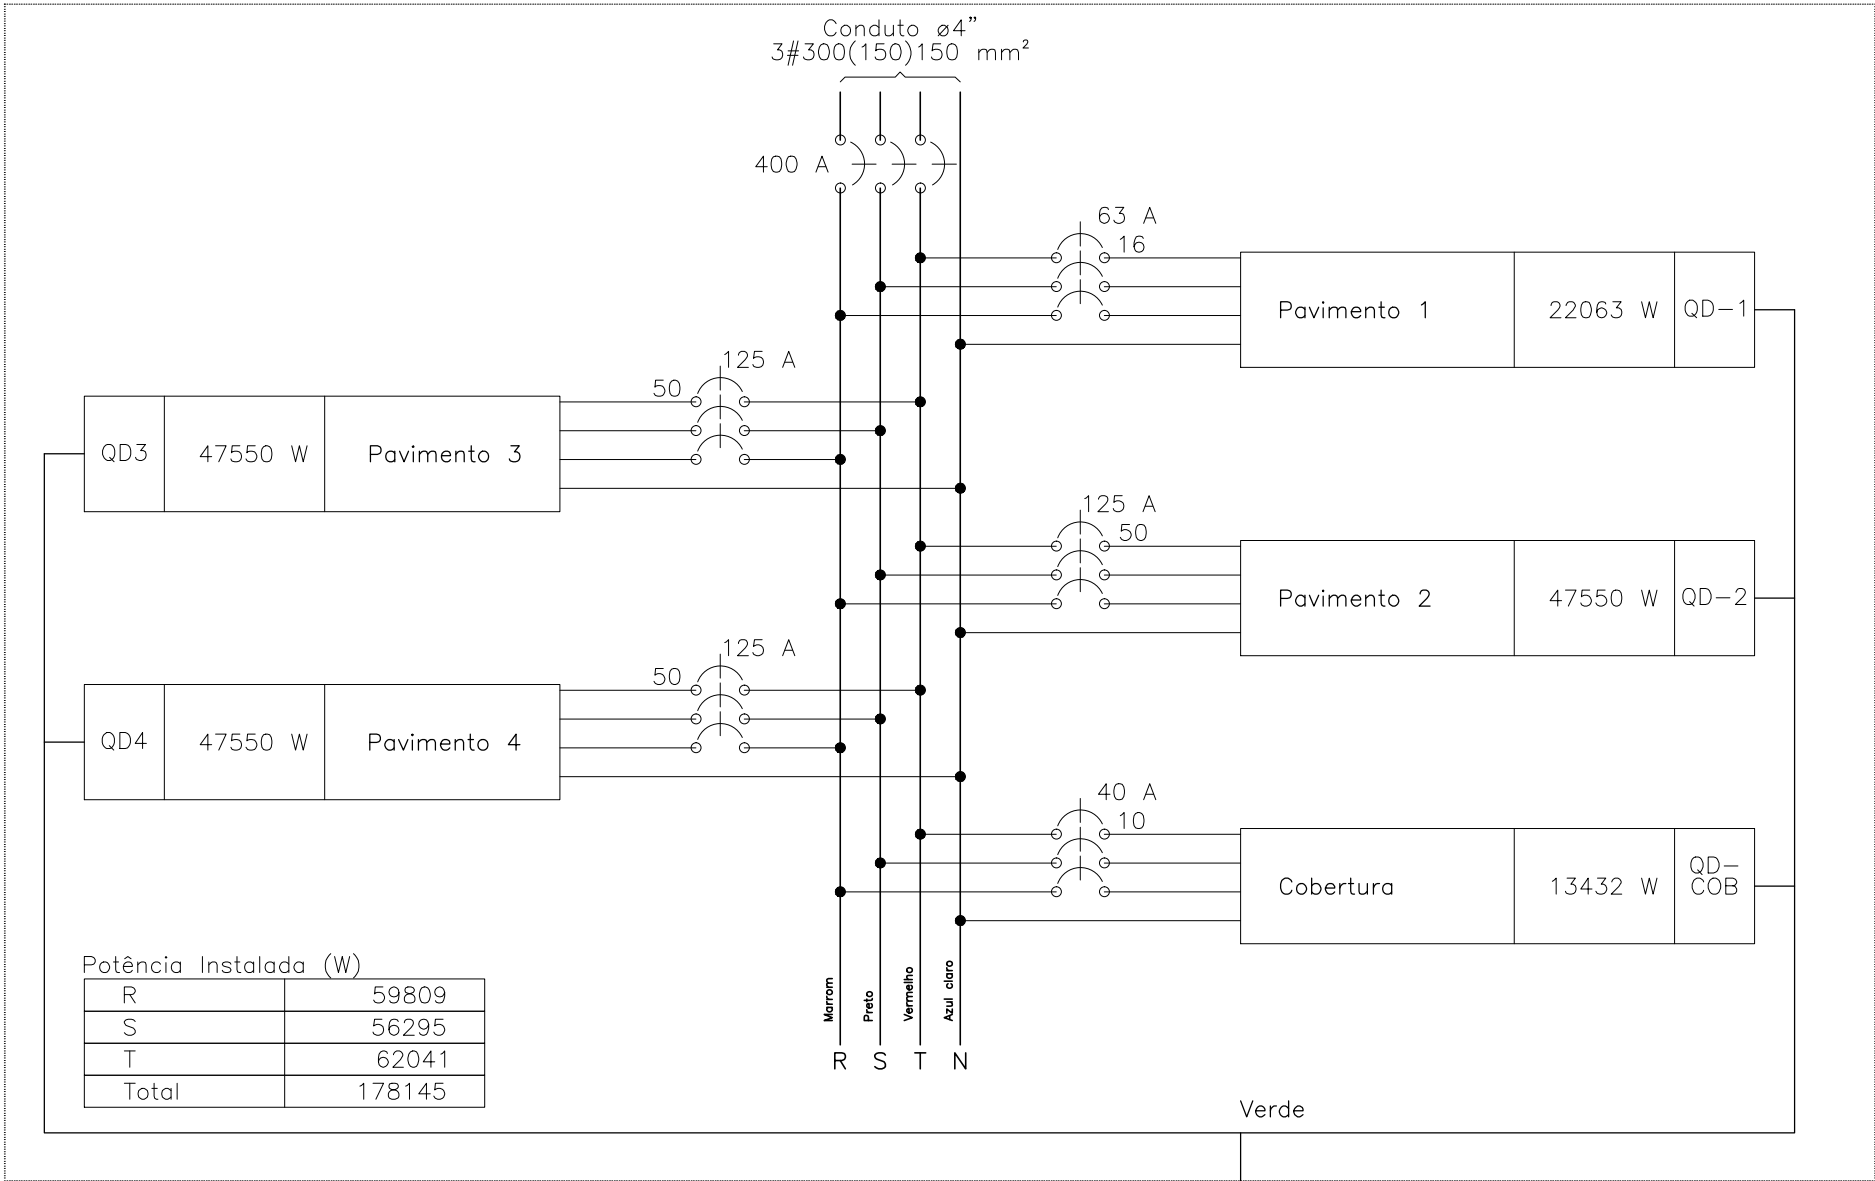 Conduto ø4”
3#300(150)150 mm²
400 A
63 A
16
Pavimento 1 22063 W QD-1
125 A
50
QD3 47550 W Pavimento 3
125 A
50
Pavimento 2 47550 W QD-2
125 A
50
QD4 47550 W Pavimento 4
40 A
10
Cobertura 13432 W QD-
COB
Potência Instalada (W)
R 59809
S 56295
T 62041
Total 178145
Marrom
Preto
Vermelho
Azul claro
R S T N
Verde